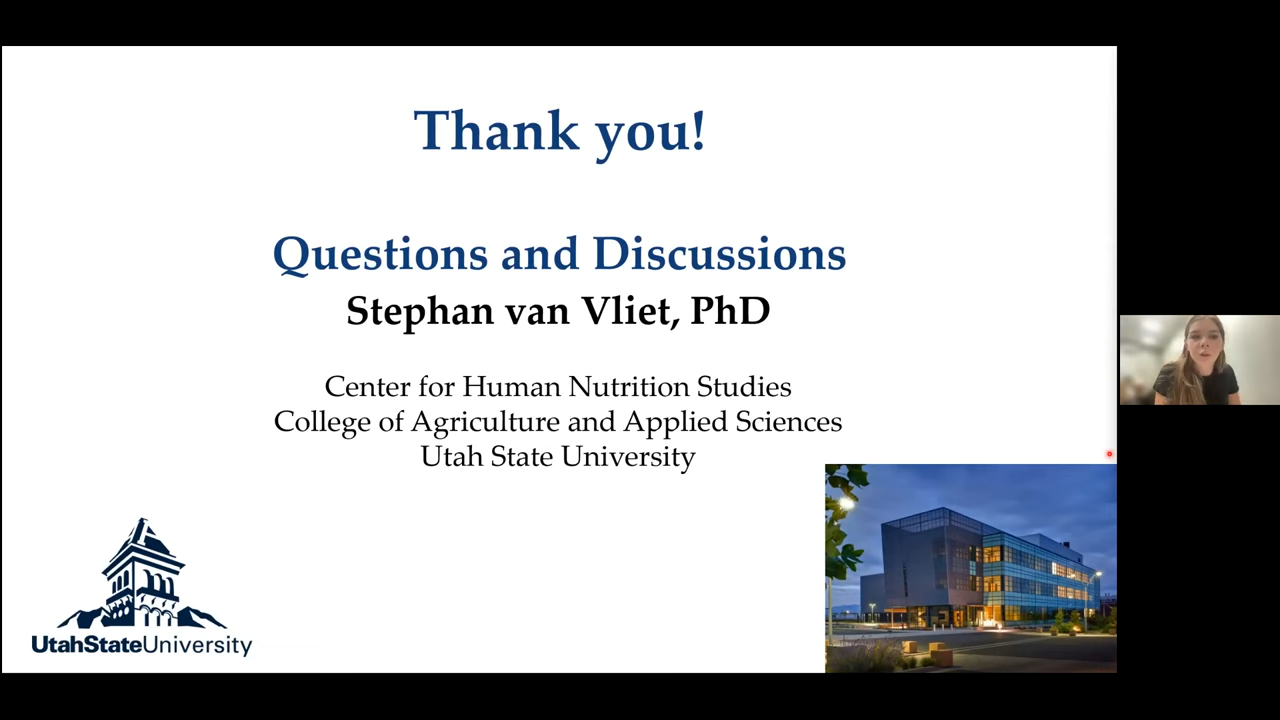 Thank you!
Questions and Discussions
Stephan van Vliet, PhD
Center for Human Nutrition Studies
College of Agriculture and Applied Sciences
Utah State University
UtahStateUniversity